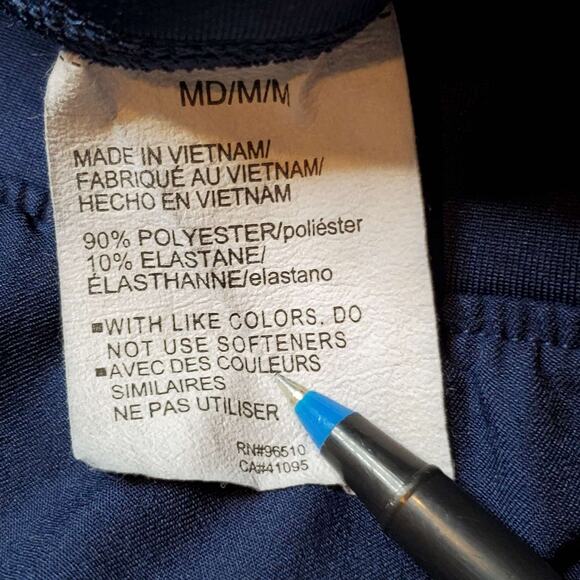 MD/M/M
MADE IN VIETNAM/
FABRIQUÉ AU VIETNAM/
HECHO EN VIETNAM
90% POLYESTER/poliéster
10% ELASTANE/
ÉLASTHANNE/elastano
WITH LIKE COLORS. DO
NOT USE SOFTENERS
AVEC DES COULEURS
SIMILAIRES
NE PAS UTILISER
RN#96510
CA#41095